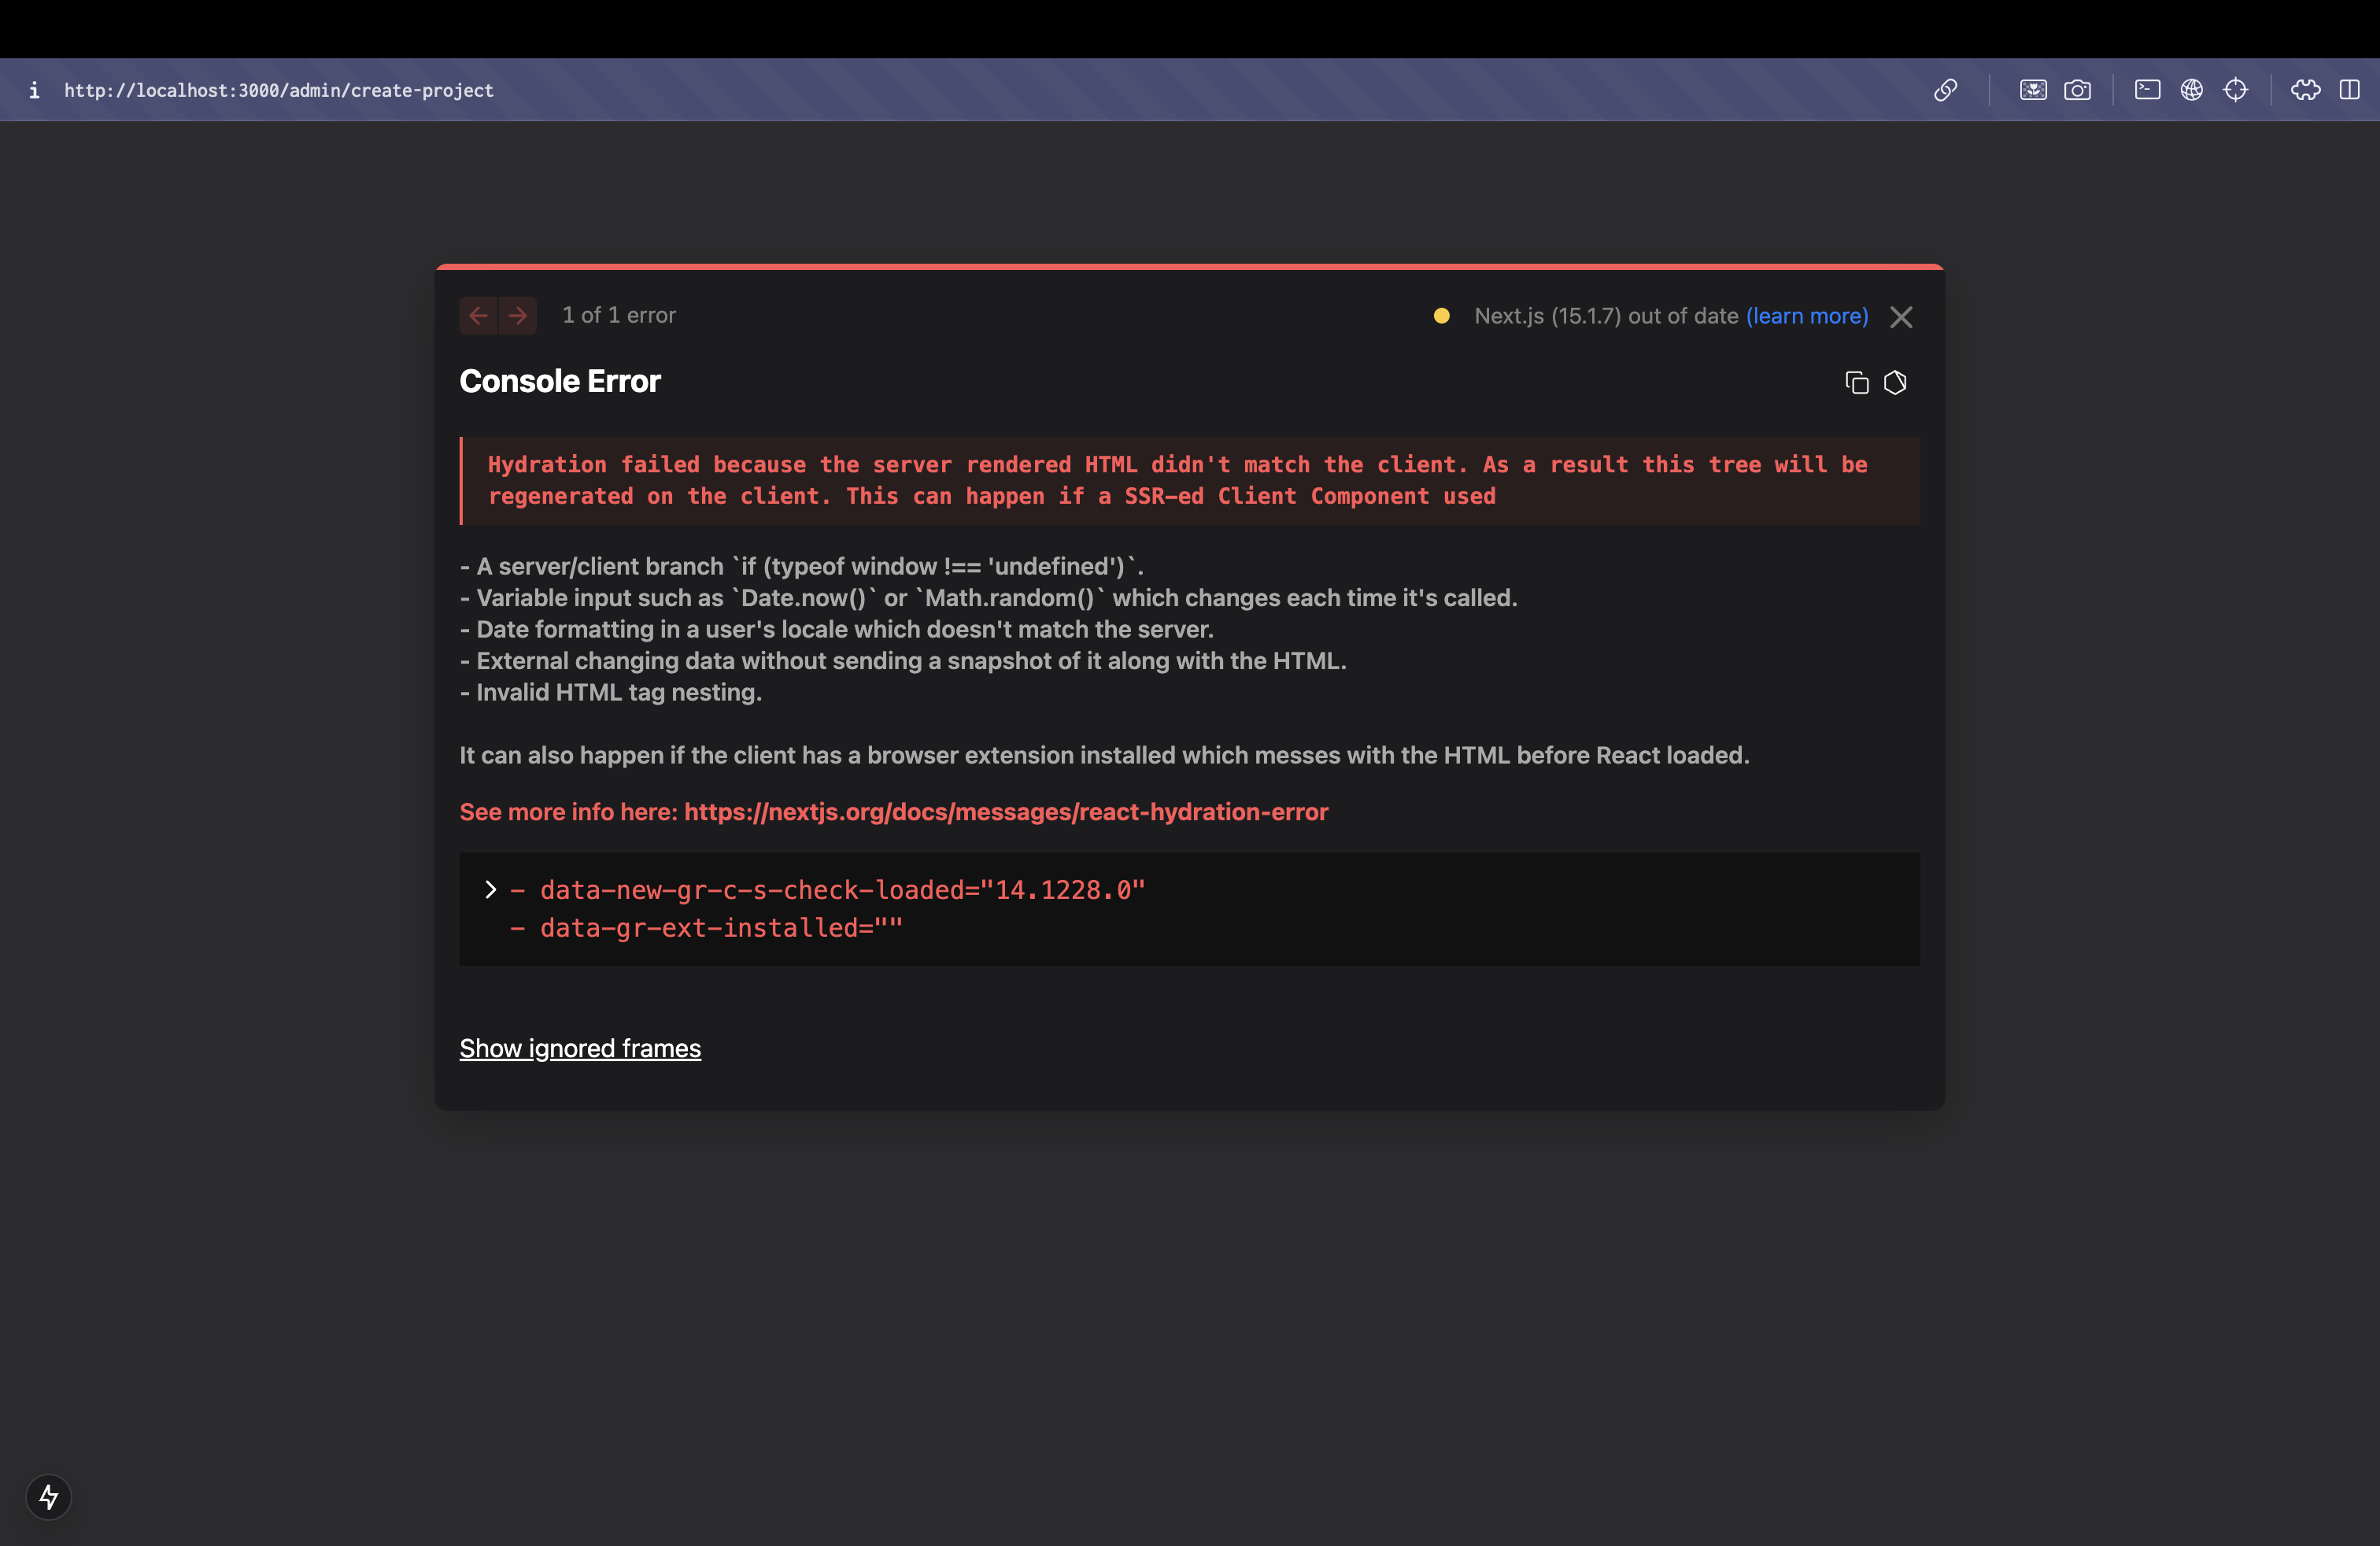 i http://localhost:3000/admin/create-project
1 of 1 error
Next.js (15.1.7) out of date (learn more)
Console Error
Hydration failed because the server rendered HTML didn't match the client. As a result this tree will be
regenerated on the client. This can happen if a SSR-ed Client Component used
- A server/client branch `if (typeof window !== 'undefined')`.
- Variable input such as `Date.now()` or `Math.random()` which changes each time it's called.
- Date formatting in a user's locale which doesn't match the server.
- External changing data without sending a snapshot of it along with the HTML.
- Invalid HTML tag nesting.
It can also happen if the client has a browser extension installed which messes with the HTML before React loaded.
See more info here: https://nextjs.org/docs/messages/react-hydration-error
- data-new-gr-c-s-check-loaded="14.1228.0"
- data-gr-ext-installed=""
Show ignored frames